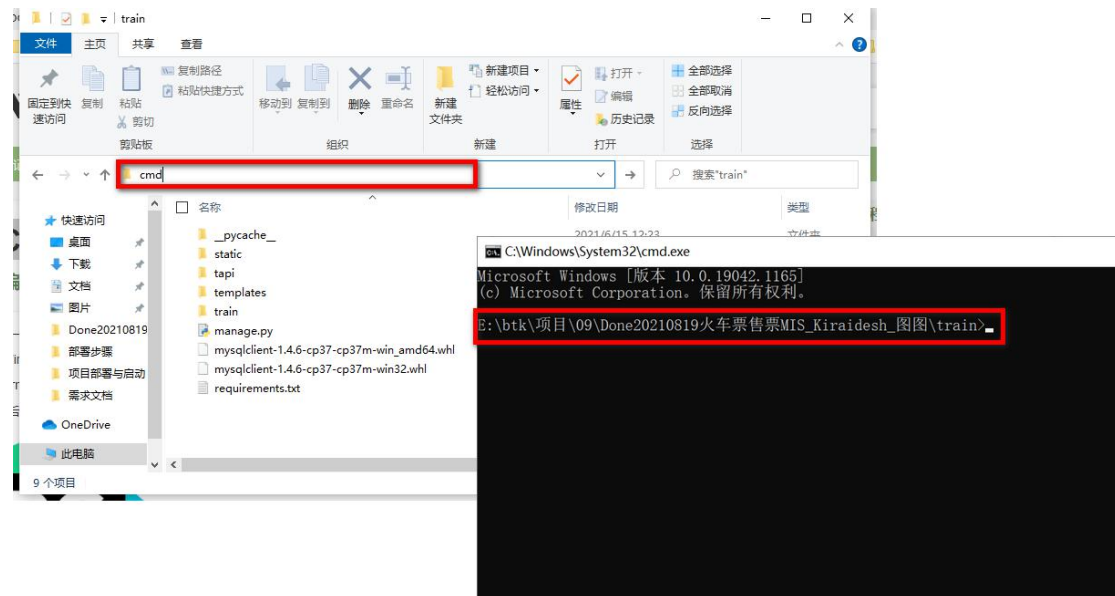 train
文件 主页 共享 查看
固定到快速访问
复制
粘贴
复制路径
粘贴快捷方式
剪切
移动到 复制到 删除 重命名
新建文件夹
新建项目
轻松访问
属性
打开
编辑
历史记录
全部选择
全部取消
反向选择
剪贴板 组织 新建 打开 选择
cmd
搜索"train"
名称 修改日期 类型
快速访问
桌面
下载
文档
图片
Done20210819
部署步骤
项目部署与启动
需求文档
OneDrive
此电脑
__pycache__ 2021/6/15 12:23 文件夹
static
tapi
templates
train
manage.py
mysqlclient-1.4.6-cp37-cp37m-win_amd64.whl
mysqlclient-1.4.6-cp37-cp37m-win32.whl
requirements.txt
9 个项目
C:\Windows\System32\cmd.exe
Microsoft Windows [版本 10.0.19042.1165]
(c) Microsoft Corporation。保留所有权利。
E:\btk\项目\09\Done20210819火车票售票MIS_Kiraidesh_图图\train>